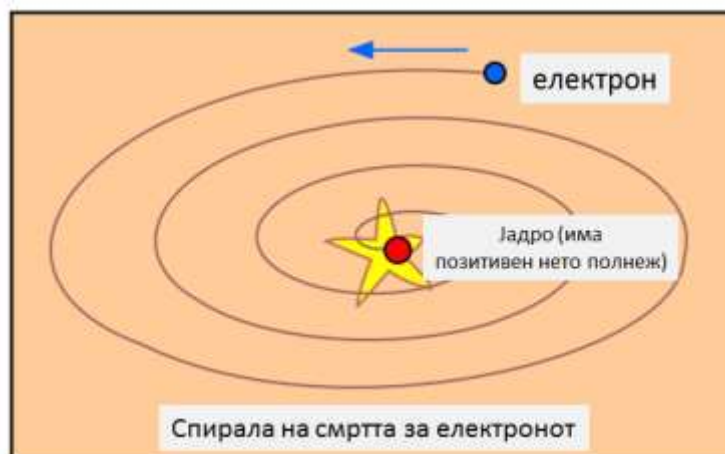 електрон
Јадро (има
позитивен нето полнеж)
Спирала на смртта за електронот